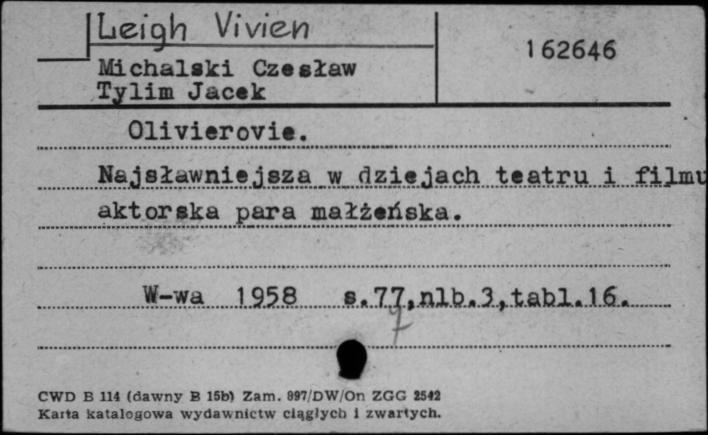 Leigh Vivien
162646
Michalski Czesław
Tylim Jacek
Olivierovie.
Najsławniejsza w dziejach teatru i filmu
aktorska para małżeńska.
W-wa 1958 s.77,nlb.3,tabl.16.
CWD B 114 (dawny B 15b) Zam. 897/DW/On ZGG 2542
Karta katalogowa wydawnictw ciągłych i zwartych.